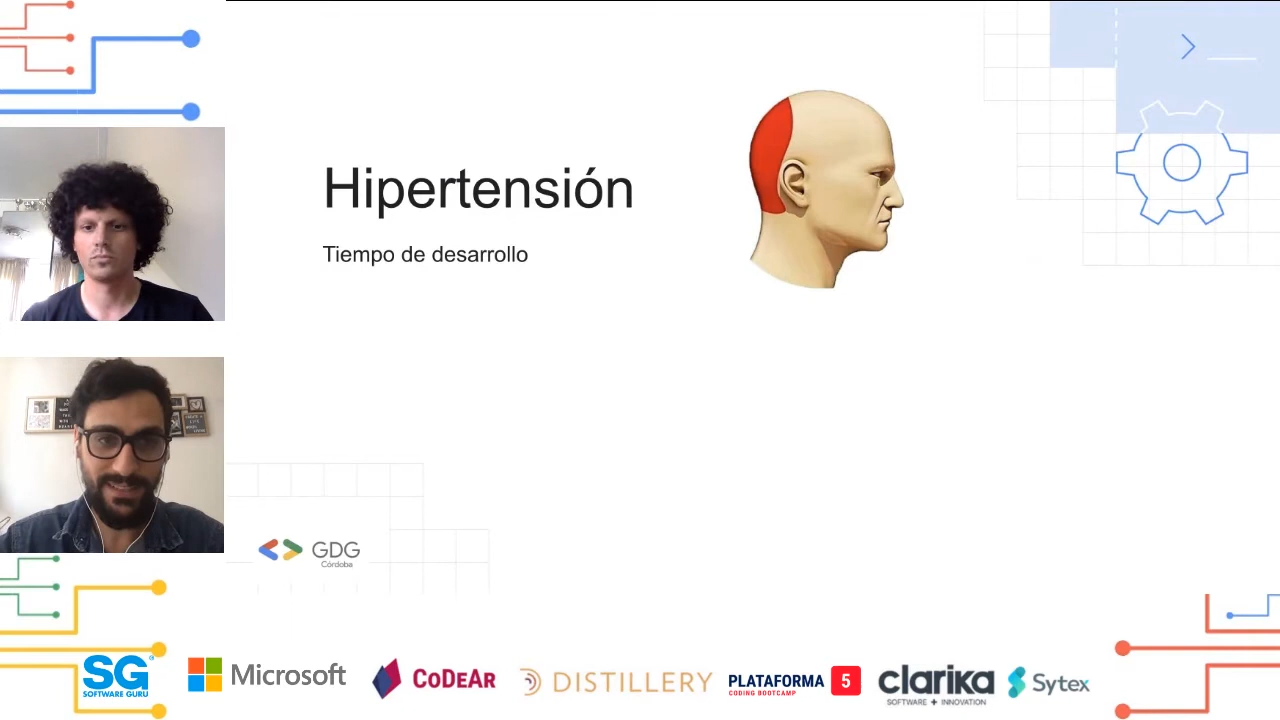 Hipertensión
Tiempo de desarrollo
GDG
Córdoba
SG
SOFTWARE GURU
Microsoft
CoDeAr
DISTILLERY
PLATAFORMA 5
CODING BOOTCAMP
clarika
SOFTWARE + INNOVATION
Sytex